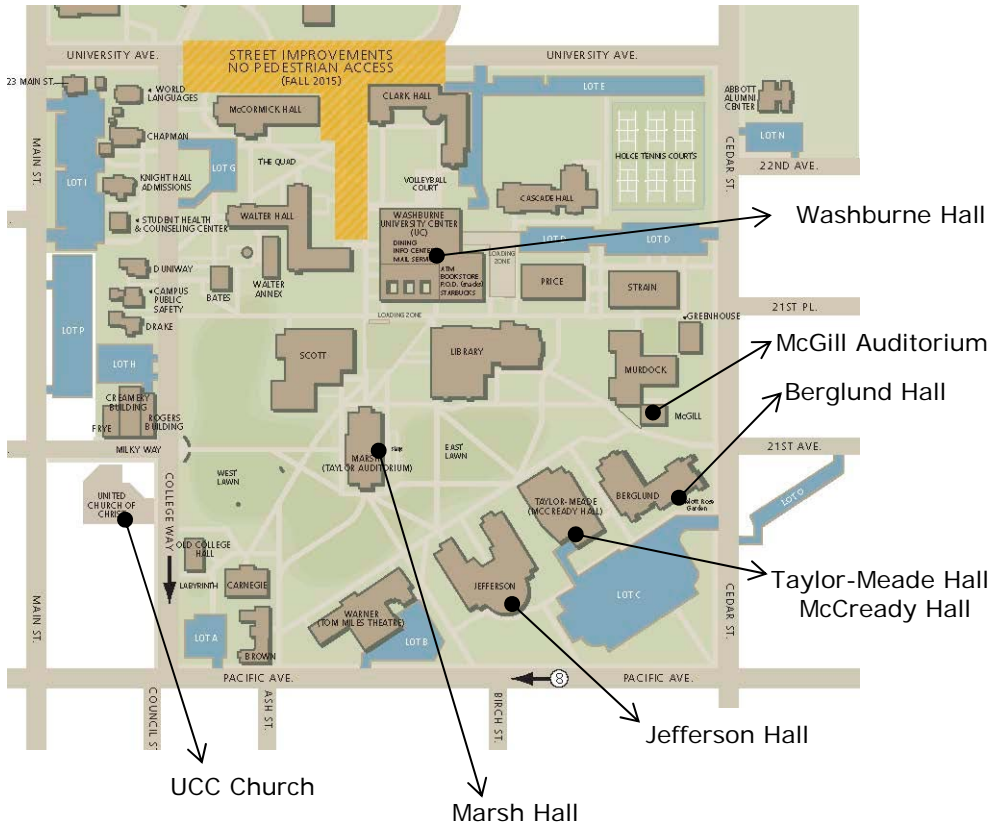 UNIVERSITY AVE.
STREET IMPROVEMENTS
NO PEDESTRIAN ACCESS
(FALL 2015)
UNIVERSITY AVE.
23 MAIN ST.
WORLD
LANGUAGES
McCORMICK HALL
CLARK HALL
LOT E
ABBOTT
ALUMNI
CENTER
CHAPMAN
MAIN ST.
LOT I
LOT G
THE QUAD
HOLCE TENNIS COURTS
CEDAR ST.
LOT N
22ND AVE.
KNIGHT HALL
ADMISSIONS
VOLLEYBALL
COURT
CASCADE HALL
STUDENT HEALTH
& COUNSELING CENTER
WALTER HALL
WASHBURNE
UNIVERSITY CENTER
(UC)
DINING
INFO CENTER
MAIL SERV
ATM
BOOKSTORE
P.O.D. (snacks)
STARBUCKS
LOADING
ZONE
LOT D
LOT D
Washburne Hall
DUNIWAY
CAMPUS
PUBLIC
SAFETY
DRAKE
BATES
WALTER
ANNEX
PRICE
STRAIN
21ST PL.
GREENHOUSE
LOADING ZONE
LOT P
LOT H
SCOTT
LIBRARY
MURDOCK
McGILL
McGill Auditorium
Berglund Hall
CREAMERY
BUILDING
FRYE
ROGERS
BUILDING
MILKY WAY
21ST AVE.
MARSH
(TAYLOR AUDITORIUM)
EAST
LAWN
WEST
LAWN
UNITED
CHURCH OF
CHRIST
COLLEGE WAY
TAYLOR-MEADE
(MCCREADY HALL)
BERGLUND
Garden
LOT O
OLD COLLEGE
HALL
LABYRINTH
CARNEGIE
JEFFERSON
LOT C
Taylor-Meade Hall
McCready Hall
MAIN ST.
CEDAR ST.
LOT A
BROWN
WARNER
(TOM MILES THEATRE)
LOT B
PACIFIC AVE.
8
PACIFIC AVE.
COUNCIL S
ASH ST.
BIRCH ST.
Jefferson Hall
UCC Church
Marsh Hall